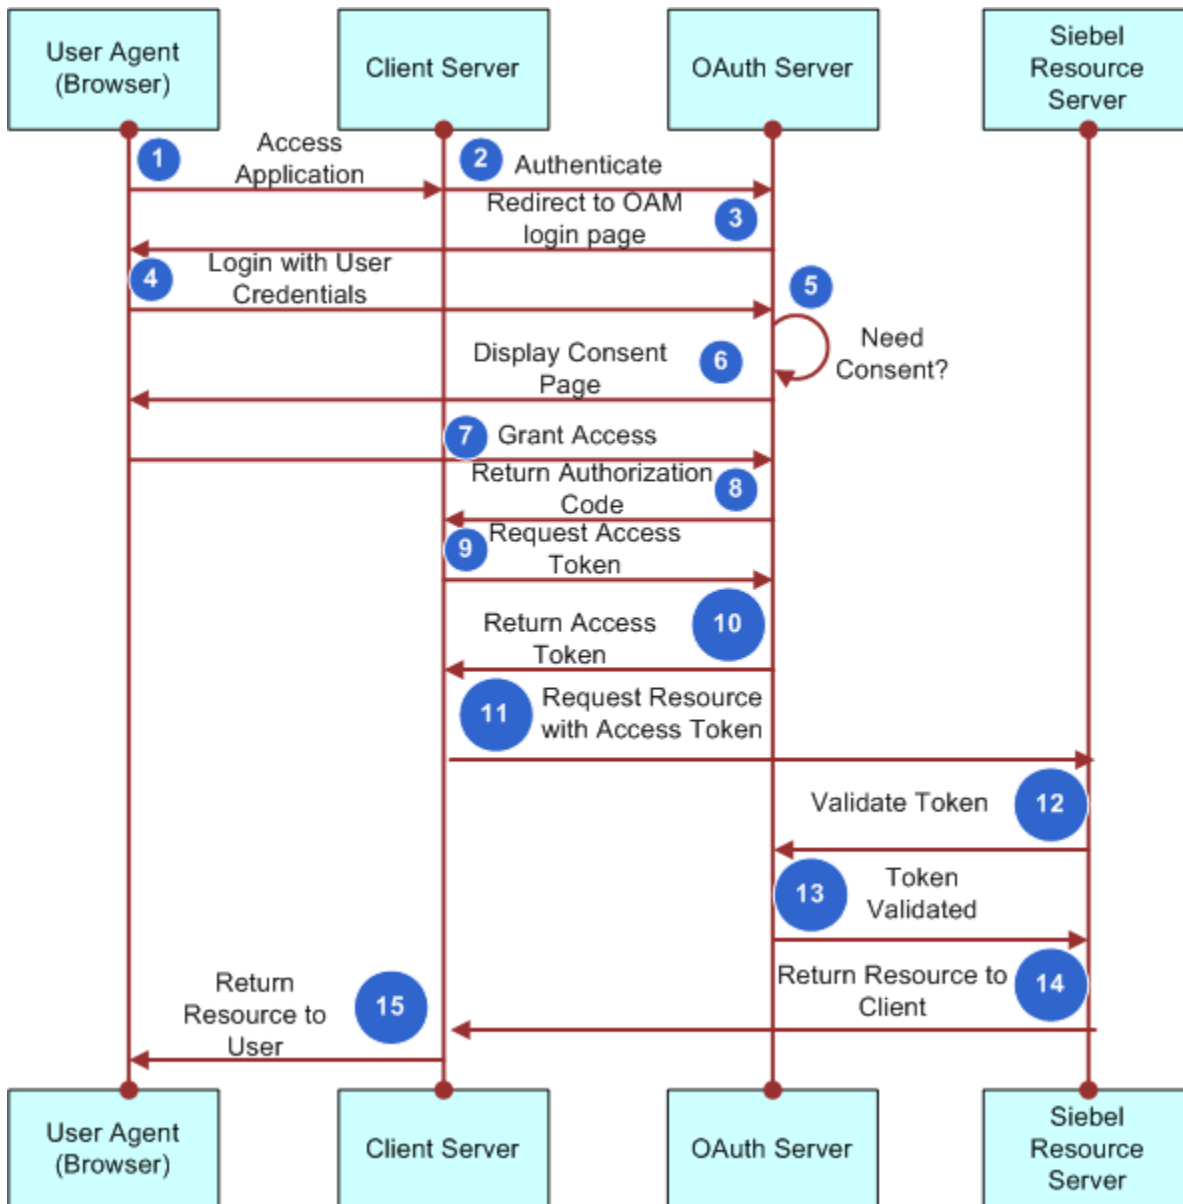 User Agent
(Browser)
Client Server
OAuth Server
Siebel
Resource
Server
1
Access
Application
2
Authenticate
Redirect to OAM
login page
3
4
Login with User
Credentials
5
Need
Consent?
Display Consent
Page
6
7
Grant Access
Return Authorization
Code
8
9
Request Access
Token
Return Access
Token
10
11
Request Resource
with Access Token
Validate Token
12
13
Token
Validated
Return Resource to
Client
14
Return
Resource to
User
15
User Agent
(Browser)
Client Server
OAuth Server
Siebel
Resource
Server